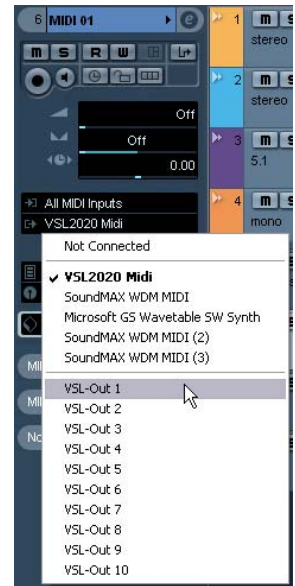 6 MIDI 01 e
m S R W
Off
Off
0.00
All MIDI Inputs
VSL2020 Midi
Not Connected
✓ VSL2020 Midi
SoundMAX WDM MIDI
Microsoft GS Wavetable SW Synth
SoundMAX WDM MIDI (2)
SoundMAX WDM MIDI (3)
VSL-Out 1
VSL-Out 2
VSL-Out 3
VSL-Out 4
VSL-Out 5
VSL-Out 6
VSL-Out 7
VSL-Out 8
VSL-Out 9
VSL-Out 10
MI
MI
No
1 m S
stereo
2 m S
stereo
3 m S
5.1
4 m S
mono